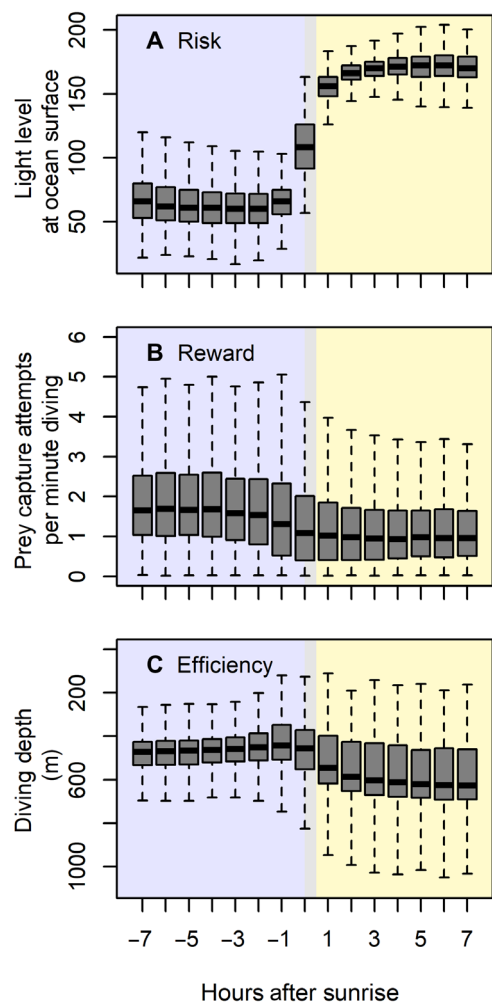 A Risk
Light level
at ocean surface
200
150
100
50
B Reward
Prey capture attempts
per minute diving
6
5
4
3
2
1
0
C Efficiency
Diving depth
(m)
200
600
1000
−7 −5 −3 −1 1 3 5 7
Hours after sunrise